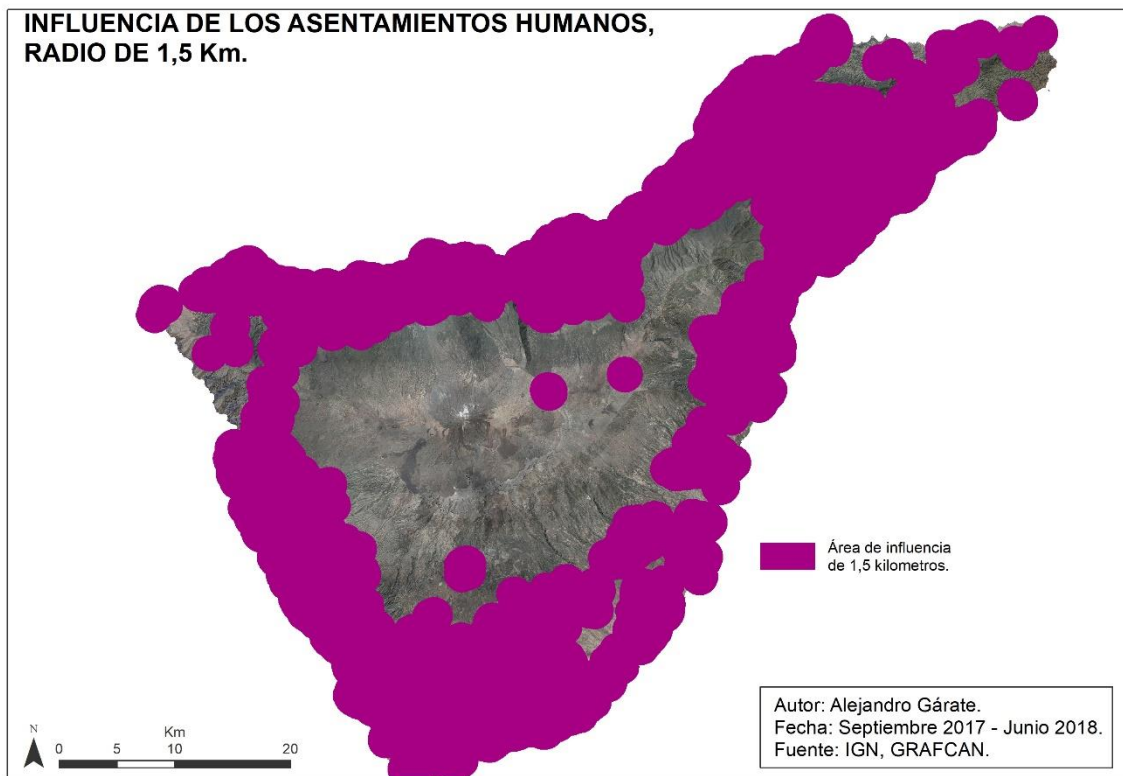 INFLUENCIA DE LOS ASENTAMIENTOS HUMANOS,
RADIO DE 1,5 Km.
Área de influencia
de 1,5 kilometros.
Autor: Alejandro Gárate.
Fecha: Septiembre 2017 - Junio 2018.
Fuente: IGN, GRAFCAN.
N
Km
0 5 10 20